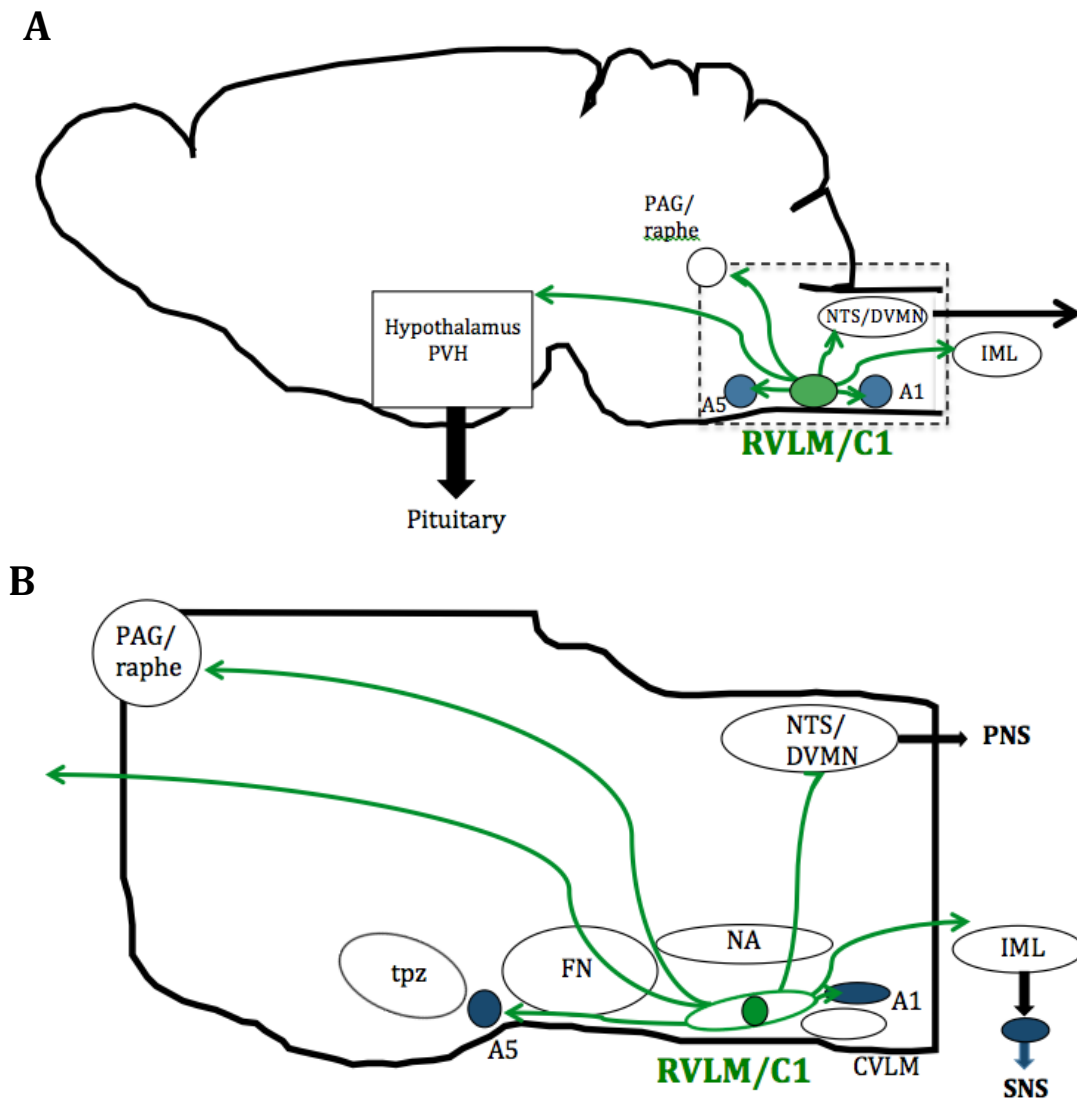 A
PAG/
raphe
Hypothalamus
PVH
NTS/DVMN
IML
A5
A1
RVLM/C1
Pituitary
B
PAG/
raphe
NTS/
DVMN
PNS
NA
FN
tpz
IML
A1
A5
RVLM/C1
CVLM
SNS